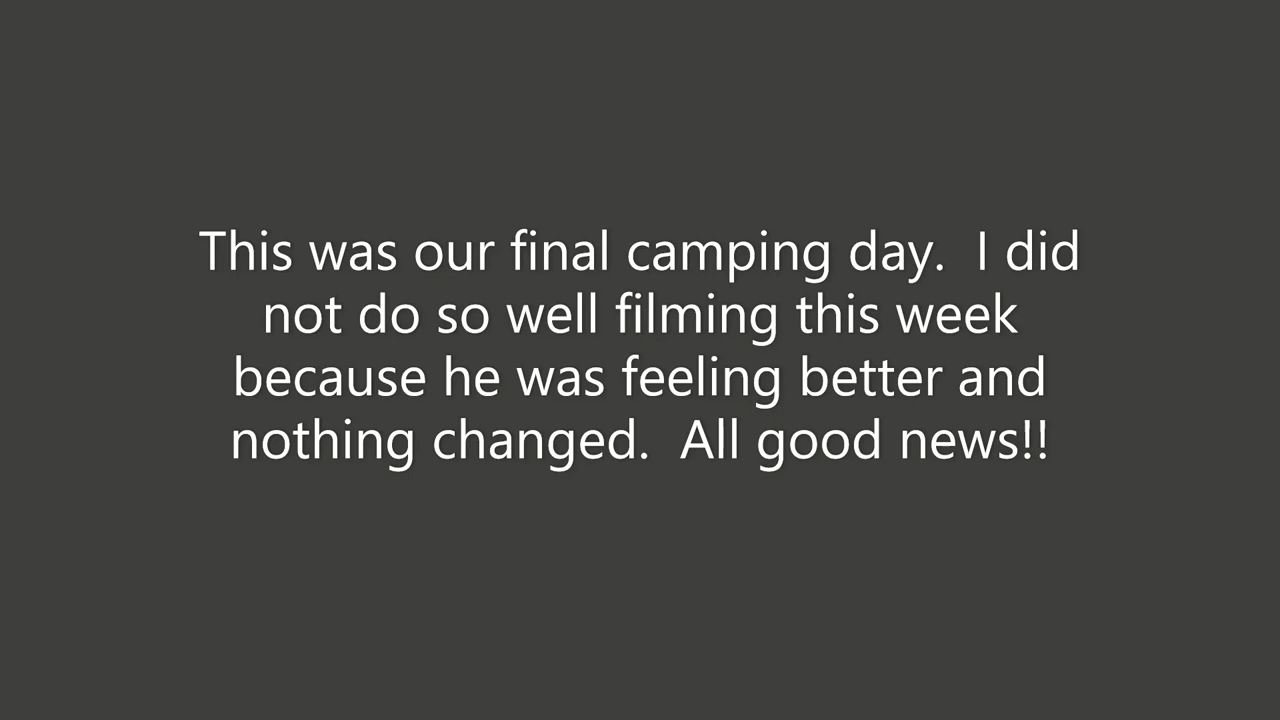 This was our final camping day.  I did
not do so well filming this week
because he was feeling better and
nothing changed.  All good news!!